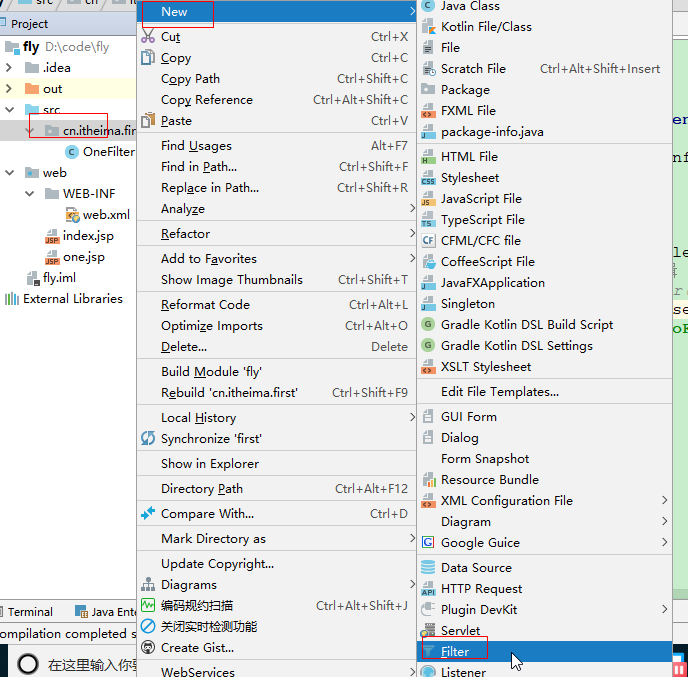 src
cn
Project
fly D:\code\fly
.idea
out
src
cn.itheima.fir
OneFilter
web
WEB-INF
web.xml
index.jsp
one.jsp
fly.iml
External Libraries
Terminal
Java Ente
ompilation completed s
在这里输入你要
New
Cut Ctrl+X
Copy Ctrl+C
Copy Path Ctrl+Shift+C
Copy Reference Ctrl+Alt+Shift+C
Paste Ctrl+V
Find Usages Alt+F7
Find in Path... Ctrl+Shift+F
Replace in Path... Ctrl+Shift+R
Analyze
Refactor
Add to Favorites
Show Image Thumbnails Ctrl+Shift+T
Reformat Code Ctrl+Alt+L
Optimize Imports Ctrl+Alt+O
Delete... Delete
Build Module 'fly'
Rebuild 'cn.itheima.first' Ctrl+Shift+F9
Local History
Synchronize 'first'
Show in Explorer
Directory Path Ctrl+Alt+F12
Compare With... Ctrl+D
Mark Directory as
Update Copyright...
Diagrams
编码规约扫描 Ctrl+Alt+Shift+J
关闭实时检测功能
Create Gist...
WebServices
Java Class
Kotlin File/Class
File
Scratch File Ctrl+Alt+Shift+Insert
Package
FXML File
package-info.java
HTML File
Stylesheet
JavaScript File
TypeScript File
CFML/CFC file
CoffeeScript File
JavaFXApplication
Singleton
Gradle Kotlin DSL Build Script
Gradle Kotlin DSL Settings
XSLT Stylesheet
Edit File Templates...
GUI Form
Dialog
Form Snapshot
Resource Bundle
XML Configuration File
Diagram
Google Guice
Data Source
HTTP Request
Plugin DevKit
Servlet
Filter
Listener